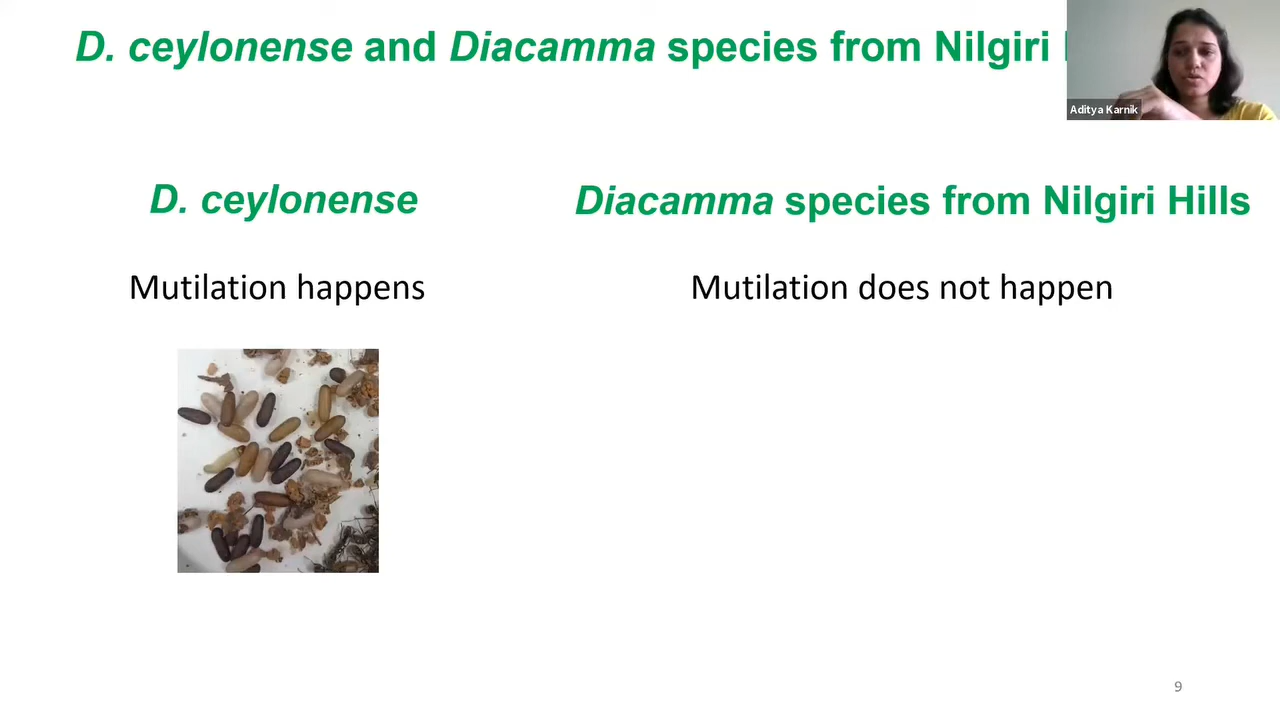 D. ceylonense and Diacamma species from Nilgiri
Aditya Karnik
D. ceylonense
Diacamma species from Nilgiri Hills
Mutilation happens
Mutilation does not happen
9